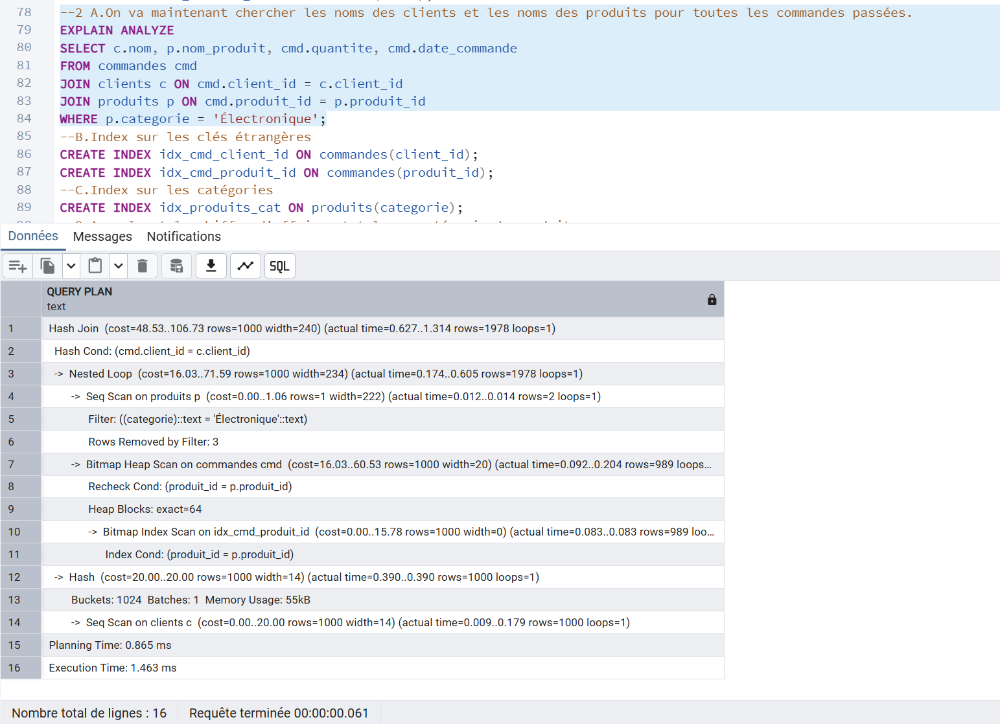 78 --2 A.On va maintenant chercher les noms des clients et les noms des produits pour toutes les commandes passées.
79 EXPLAIN ANALYZE
80 SELECT c.nom, p.nom_produit, cmd.quantite, cmd.date_commande
81 FROM commandes cmd
82 JOIN clients c ON cmd.client_id = c.client_id
83 JOIN produits p ON cmd.produit_id = p.produit_id
84 WHERE p.categorie = 'Électronique';
85 --B.Index sur les clés étrangères
86 CREATE INDEX idx_cmd_client_id ON commandes(client_id);
87 CREATE INDEX idx_cmd_produit_id ON commandes(produit_id);
88 --C.Index sur les catégories
89 CREATE INDEX idx_produits_cat ON produits(categorie);
Données Messages Notifications
SQL
QUERY PLAN
text
1 Hash Join (cost=48.53..106.73 rows=1000 width=240) (actual time=0.627..1.314 rows=1978 loops=1)
2 Hash Cond: (cmd.client_id = c.client_id)
3 -> Nested Loop (cost=16.03..71.59 rows=1000 width=234) (actual time=0.174..0.605 rows=1978 loops=1)
4 -> Seq Scan on produits p (cost=0.00..1.06 rows=1 width=222) (actual time=0.012..0.014 rows=2 loops=1)
5 Filter: ((categorie)::text = 'Électronique'::text)
6 Rows Removed by Filter: 3
7 -> Bitmap Heap Scan on commandes cmd (cost=16.03..60.53 rows=1000 width=20) (actual time=0.092..0.204 rows=989 loops...
8 Recheck Cond: (produit_id = p.produit_id)
9 Heap Blocks: exact=64
10 -> Bitmap Index Scan on idx_cmd_produit_id (cost=0.00..15.78 rows=1000 width=0) (actual time=0.083..0.083 rows=989 loo...
11 Index Cond: (produit_id = p.produit_id)
12 -> Hash (cost=20.00..20.00 rows=1000 width=14) (actual time=0.390..0.390 rows=1000 loops=1)
13 Buckets: 1024 Batches: 1 Memory Usage: 55kB
14 -> Seq Scan on clients c (cost=0.00..20.00 rows=1000 width=14) (actual time=0.009..0.179 rows=1000 loops=1)
15 Planning Time: 0.865 ms
16 Execution Time: 1.463 ms
Nombre total de lignes : 16 Requête terminée 00:00:00.061